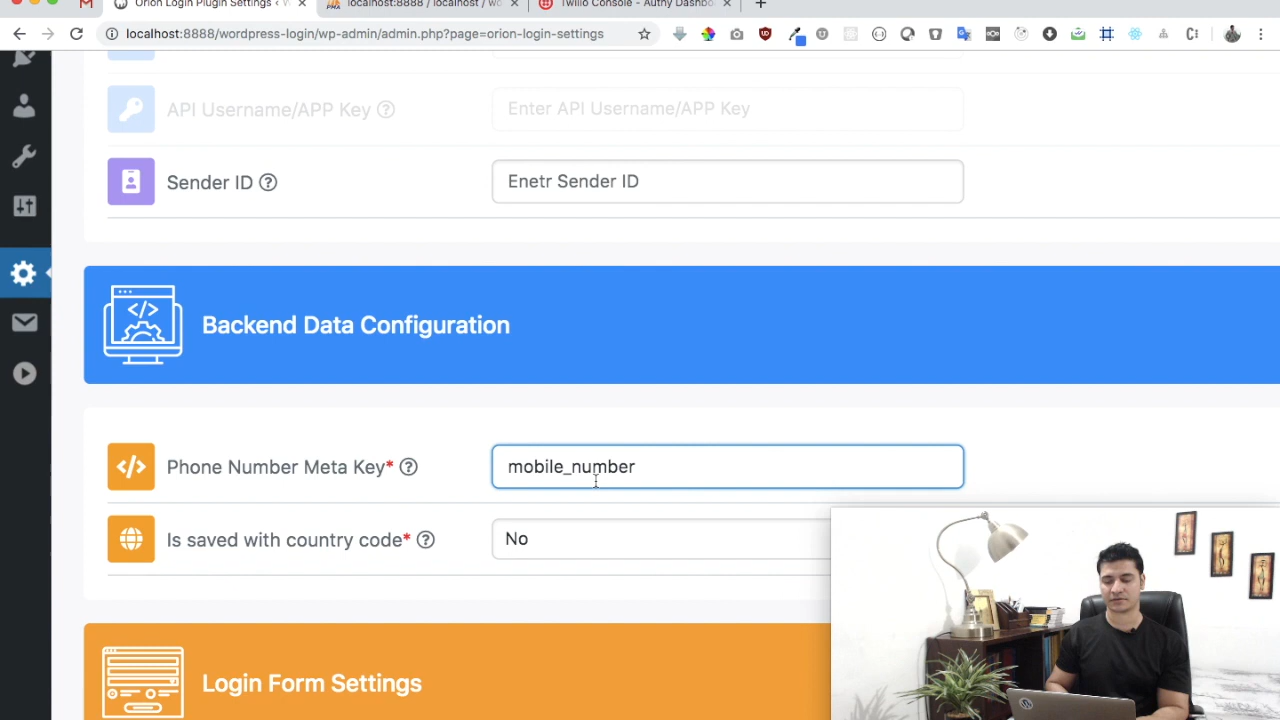 Orion Login Plugin Settings ‹ W
localhost:8888 / localhost / wo
Twilio Console - Authy Dashbo
localhost:8888/wordpress-login/wp-admin/admin.php?page=orion-login-settings
API Username/APP Key
Enter API Username/APP Key
Sender ID
Enetr Sender ID
Backend Data Configuration
Phone Number Meta Key*
mobile_number
Is saved with country code*
No
Login Form Settings